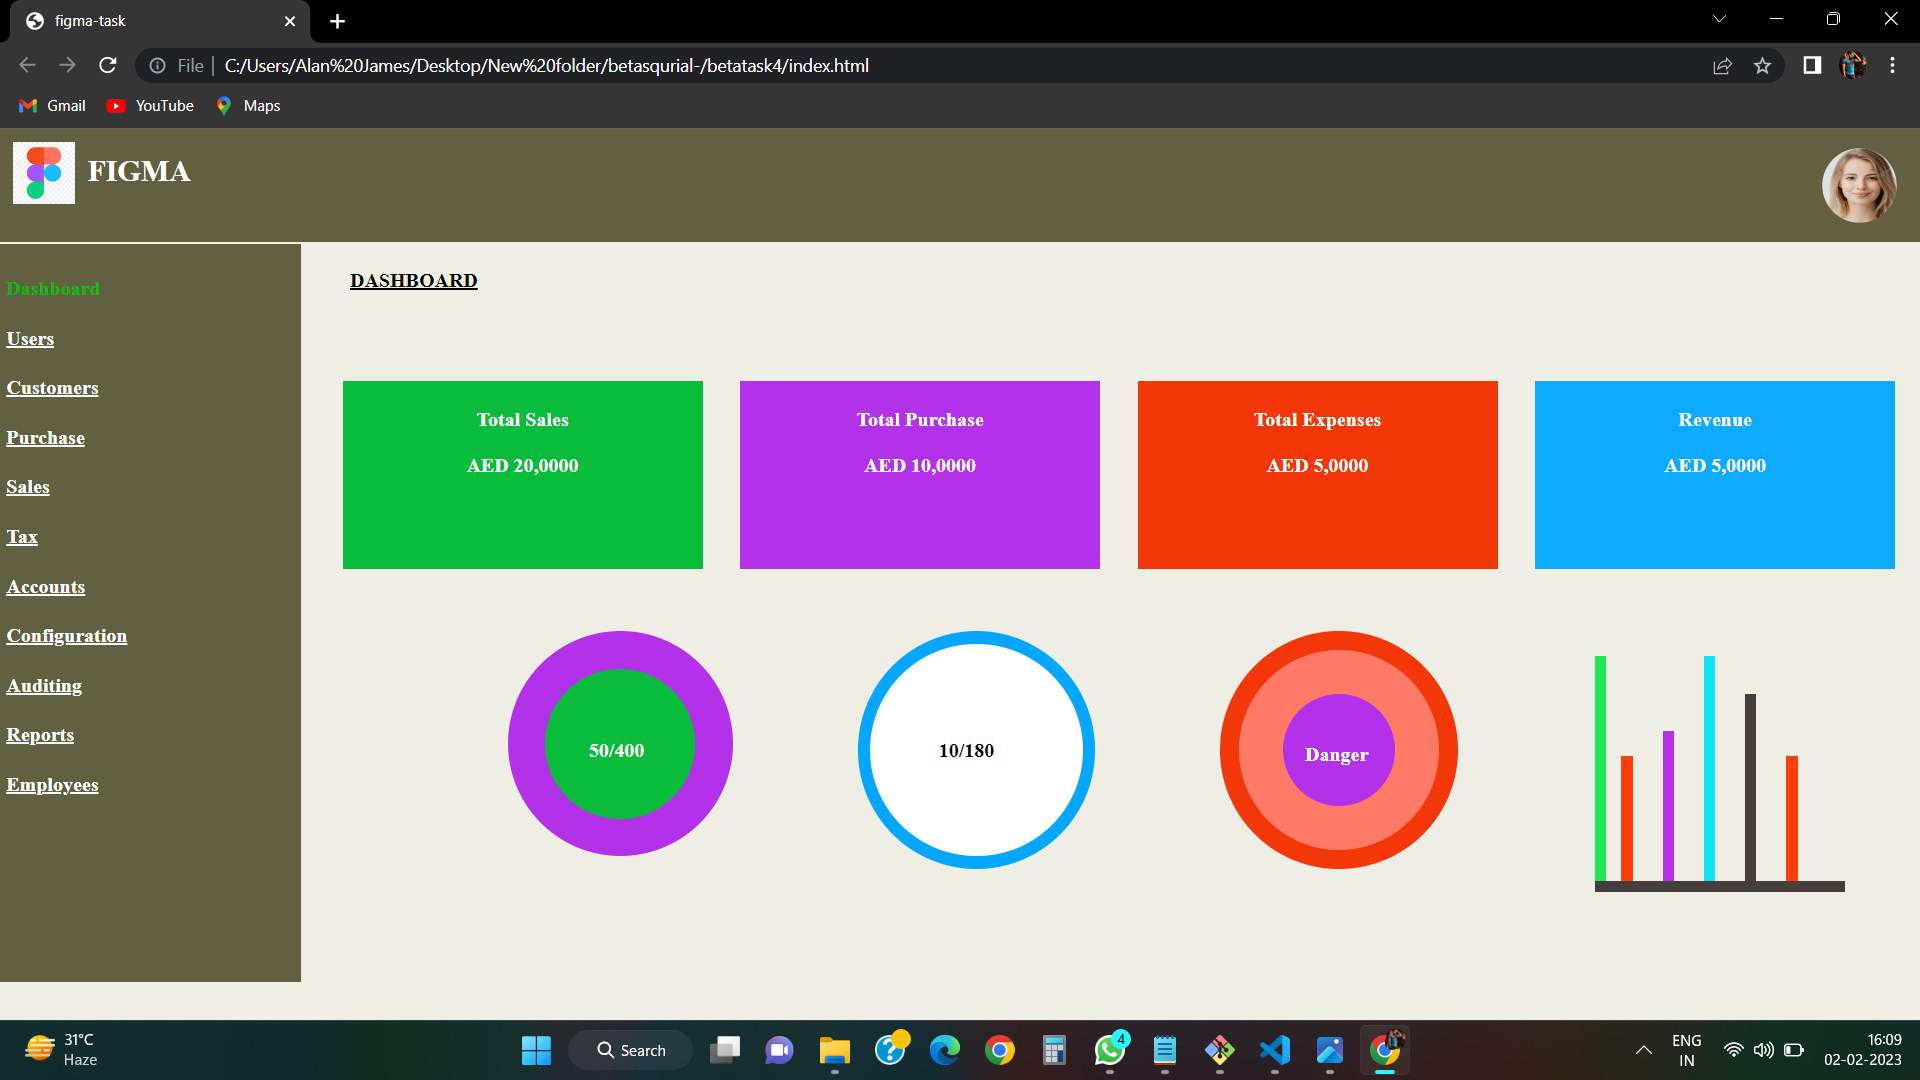 figma-task
File
C:/Users/Alan%20James/Desktop/New%20folder/betasqurial-/betatask4/index.html
Gmail
YouTube
Maps
FIGMA
DASHBOARD
Dashboard
Users
Customers
Purchase
Sales
Tax
Accounts
Configuration
Auditing
Reports
Employees
Total Sales
AED 20,0000
Total Purchase
AED 10,0000
Total Expenses
AED 5,0000
Revenue
AED 5,0000
50/400
10/180
Danger
31°C
Haze
Search
4
ENG
IN
16:09
02-02-2023